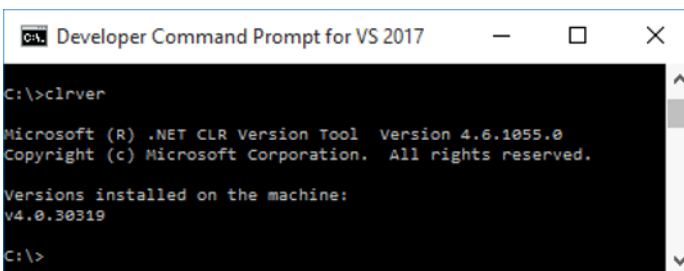 Developer Command Prompt for VS 2017
C:\>clrver
Microsoft (R) .NET CLR Version Tool  Version 4.6.1055.0
Copyright (c) Microsoft Corporation.  All rights reserved.
Versions installed on the machine:
v4.0.30319
C:\>